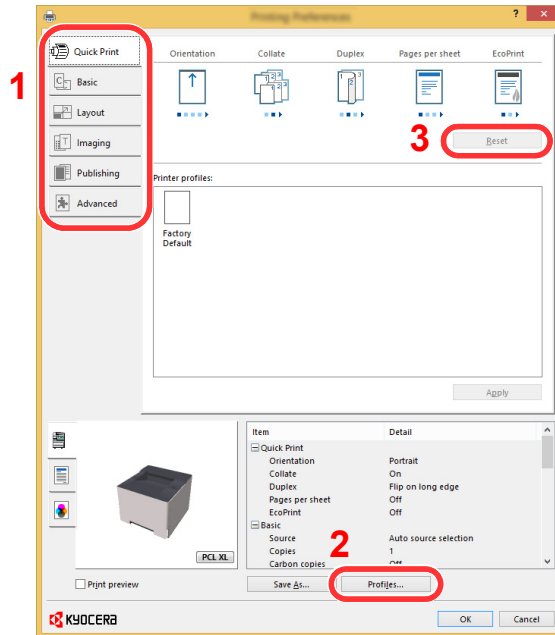 Printing Preferences
?
×
1
Quick Print
Basic
Layout
Imaging
Publishing
Advanced
Orientation
Collate
Duplex
Pages per sheet
EcoPrint
3
Reset
Printer profiles:
Factory
Default
Apply
PCL XL
Print preview
Item Detail
Quick Print
Orientation Portrait
Collate On
Duplex Flip on long edge
Pages per sheet Off
EcoPrint Off
Basic
Source Auto source selection
Copies 1
Carbon copies Off
2
Save As...
Profiles...
KYOCERA
OK
Cancel